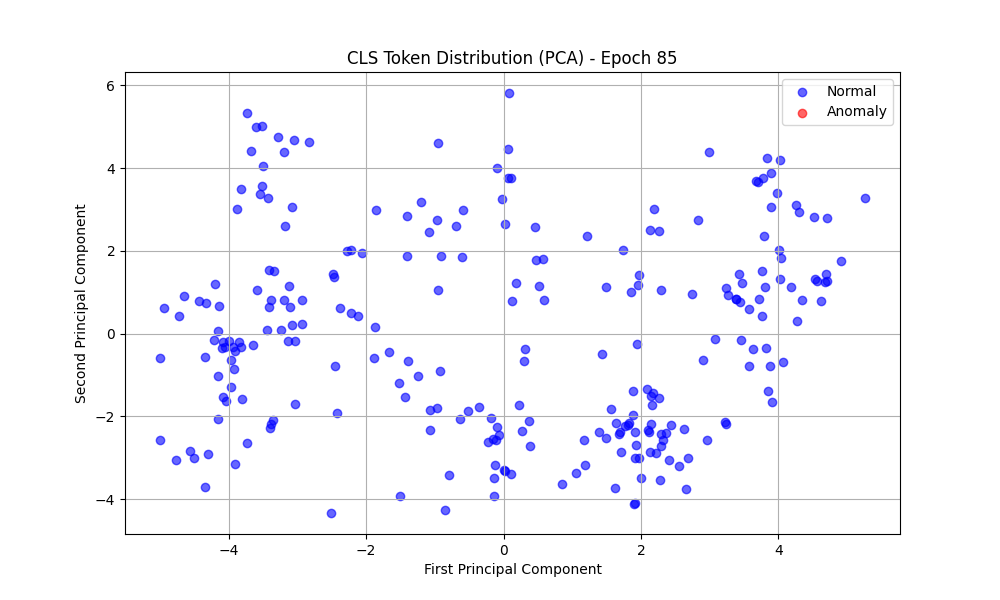 CLS Token Distribution (PCA) - Epoch 85
Normal
Anomaly
6
4
2
0
−2
−4
Second Principal Component
−4
−2
0
2
4
First Principal Component